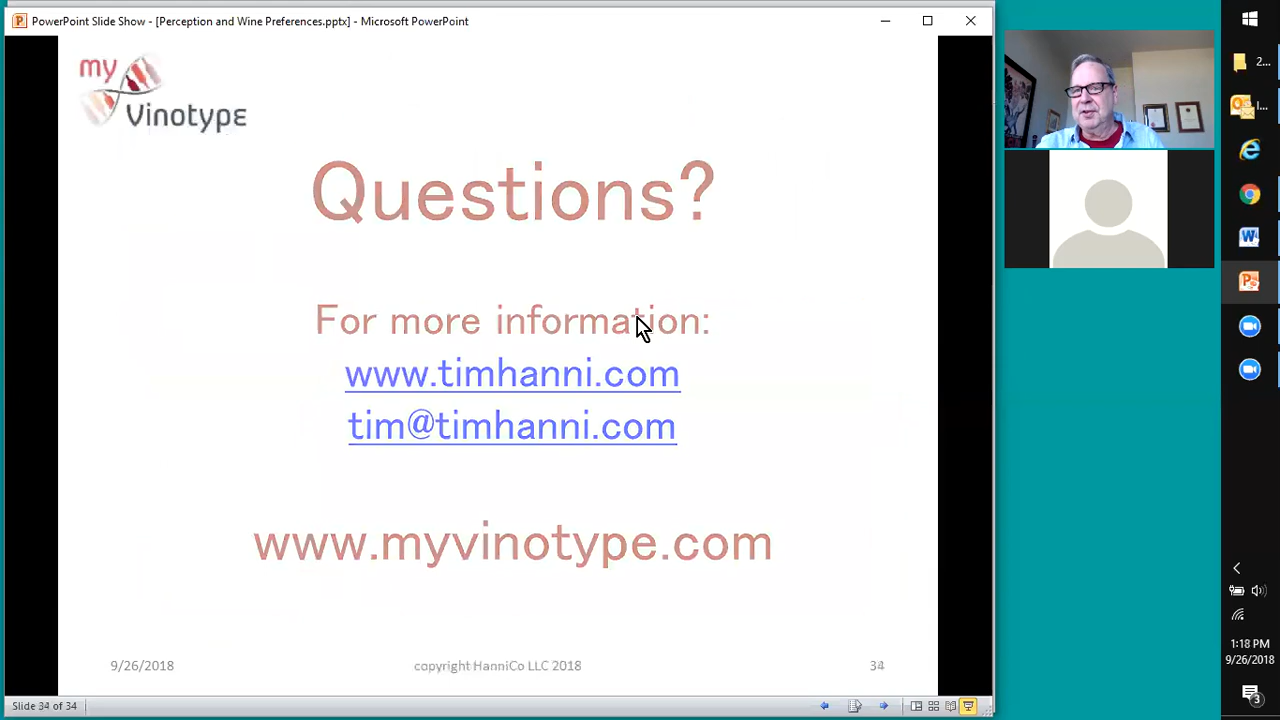 PowerPoint Slide Show - [Perception and Wine Preferences.pptx] - Microsoft PowerPoint
my
Vinotype
Questions?
For more information:
www.timhanni.com
tim@timhanni.com
www.myvinotype.com
9/26/2018
copyright HanniCo LLC 2018
34
Slide 34 of 34
2...
I...
1:18 PM
9/26/2018
3